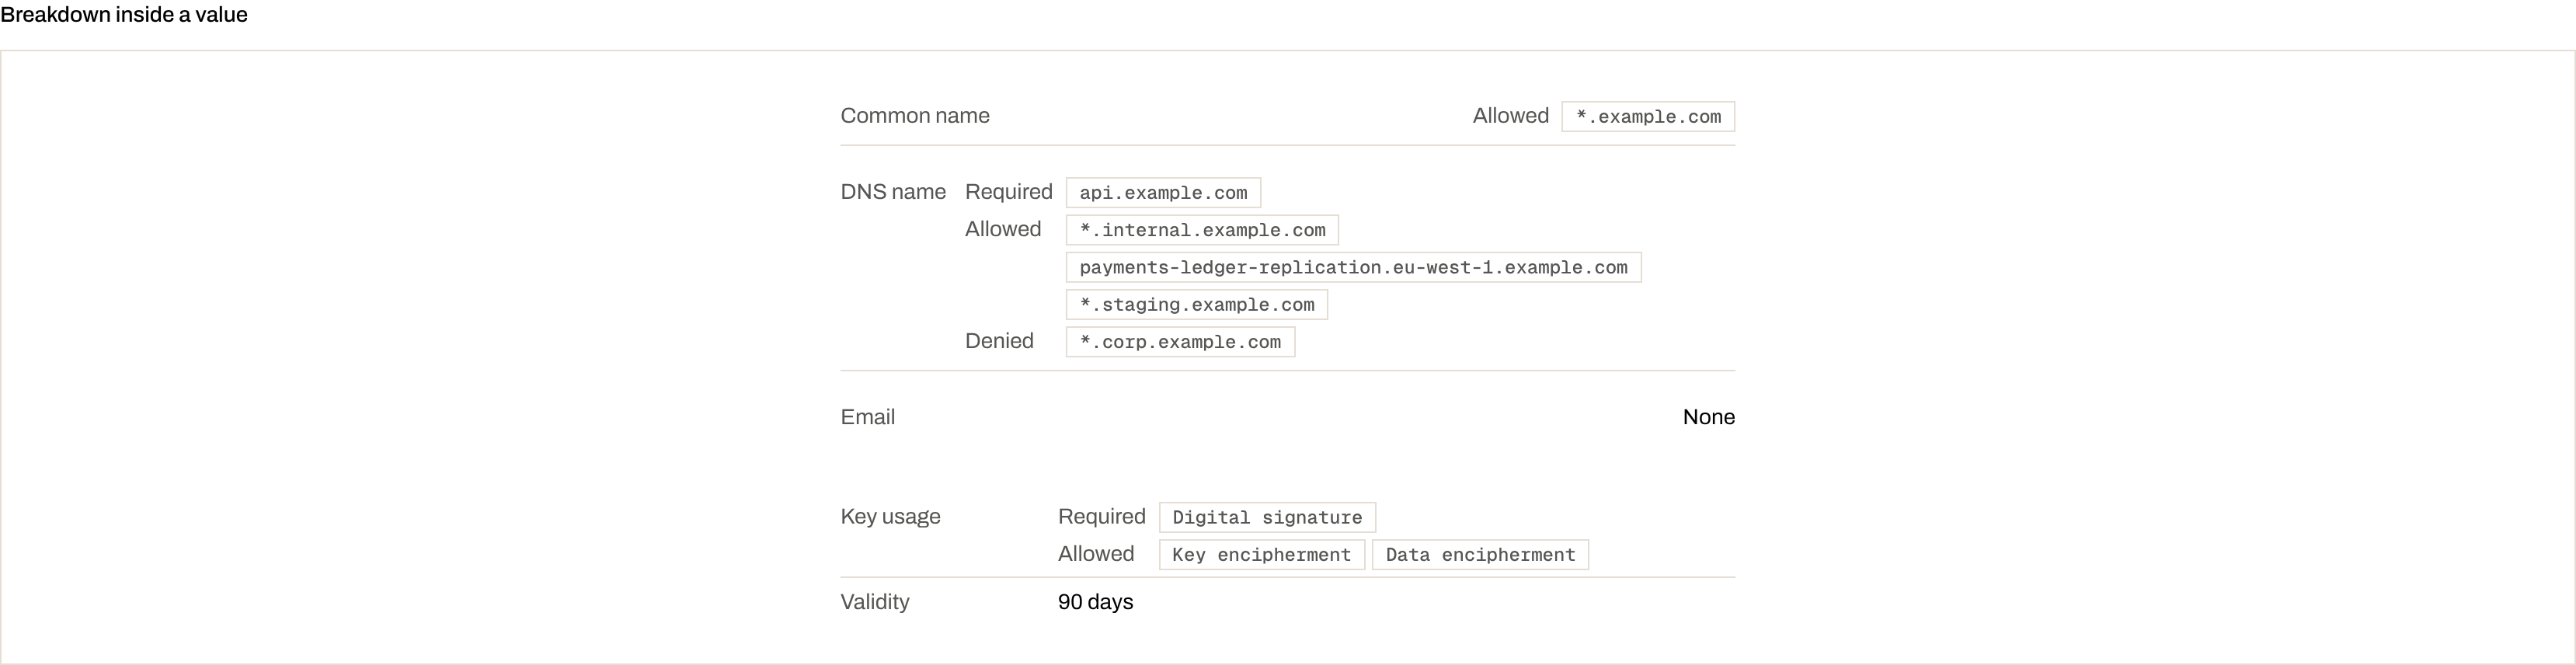 Breakdown inside a value
Common name Allowed *.example.com
DNS name Required api.example.com
Allowed *.internal.example.com
payments-ledger-replication.eu-west-1.example.com
*.staging.example.com
Denied *.corp.example.com
Email None
Key usage Required Digital signature
Allowed Key encipherment Data encipherment
Validity 90 days